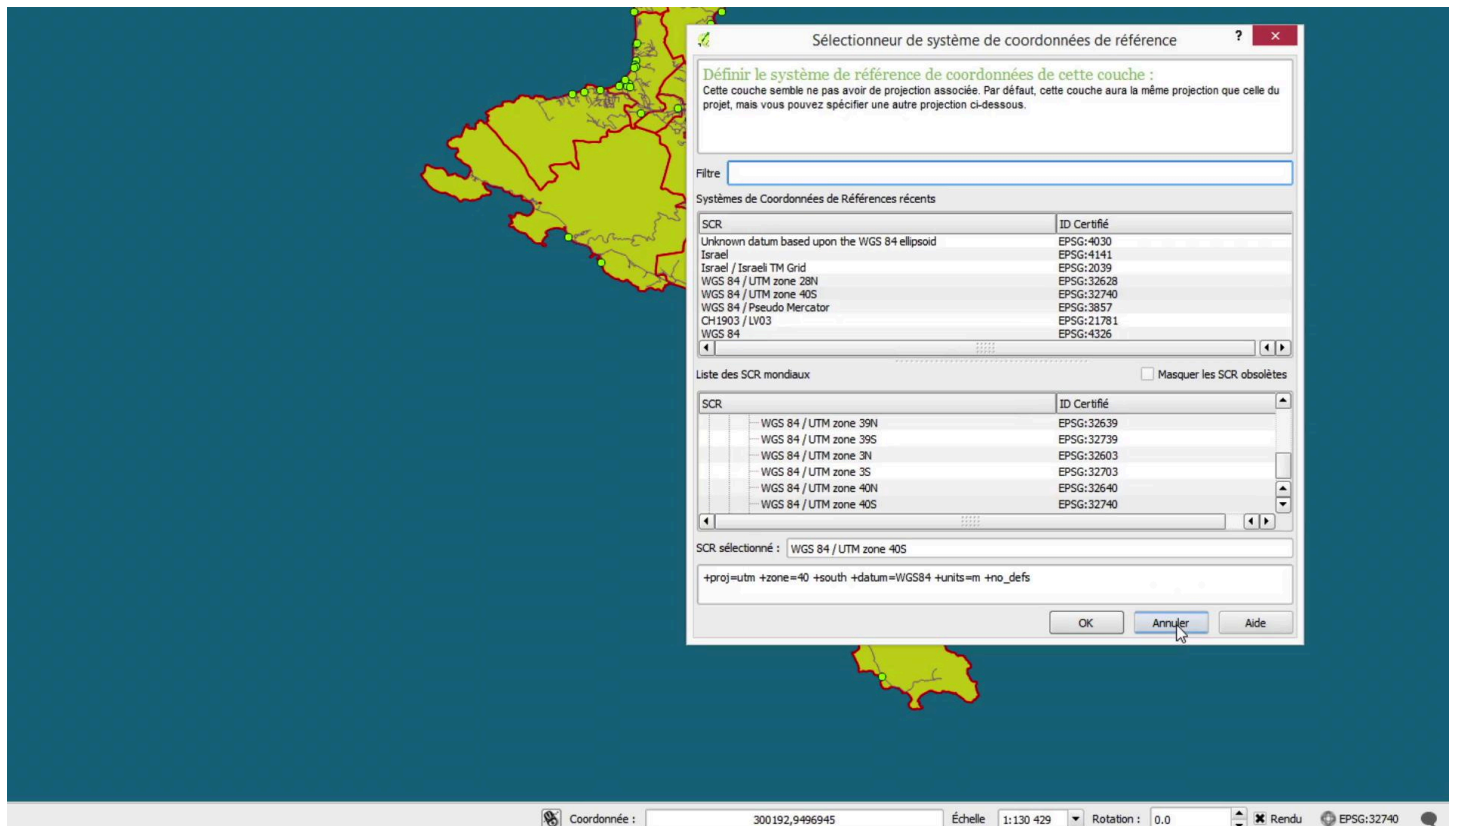 Sélectionneur de système de coordonnées de référence ? ×
Définir le système de référence de coordonnées de cette couche :
Cette couche semble ne pas avoir de projection associée. Par défaut, cette couche aura la même projection que celle du
projet, mais vous pouvez spécifier une autre projection ci-dessous.
Filtre
Systèmes de Coordonnées de Références récents
SCR ID Certifié
Unknown datum based upon the WGS 84 ellipsoid EPSG:4030
Israel EPSG:4141
Israel / Israeli TM Grid EPSG:2039
WGS 84 / UTM zone 28N EPSG:32628
WGS 84 / UTM zone 40S EPSG:32740
WGS 84 / Pseudo Mercator EPSG:3857
CH1903 / LV03 EPSG:21781
WGS 84 EPSG:4326
Liste des SCR mondiaux Masquer les SCR obsolètes
SCR ID Certifié
WGS 84 / UTM zone 39N EPSG:32639
WGS 84 / UTM zone 39S EPSG:32739
WGS 84 / UTM zone 3N EPSG:32603
WGS 84 / UTM zone 3S EPSG:32703
WGS 84 / UTM zone 40N EPSG:32640
WGS 84 / UTM zone 40S EPSG:32740
SCR sélectionné : WGS 84 / UTM zone 40S
+proj=utm +zone=40 +south +datum=WGS84 +units=m +no_defs
OK Annuler Aide
Coordonnée : 300192,9496945 Échelle 1:130 429 Rotation : 0.0 Rendu EPSG:32740